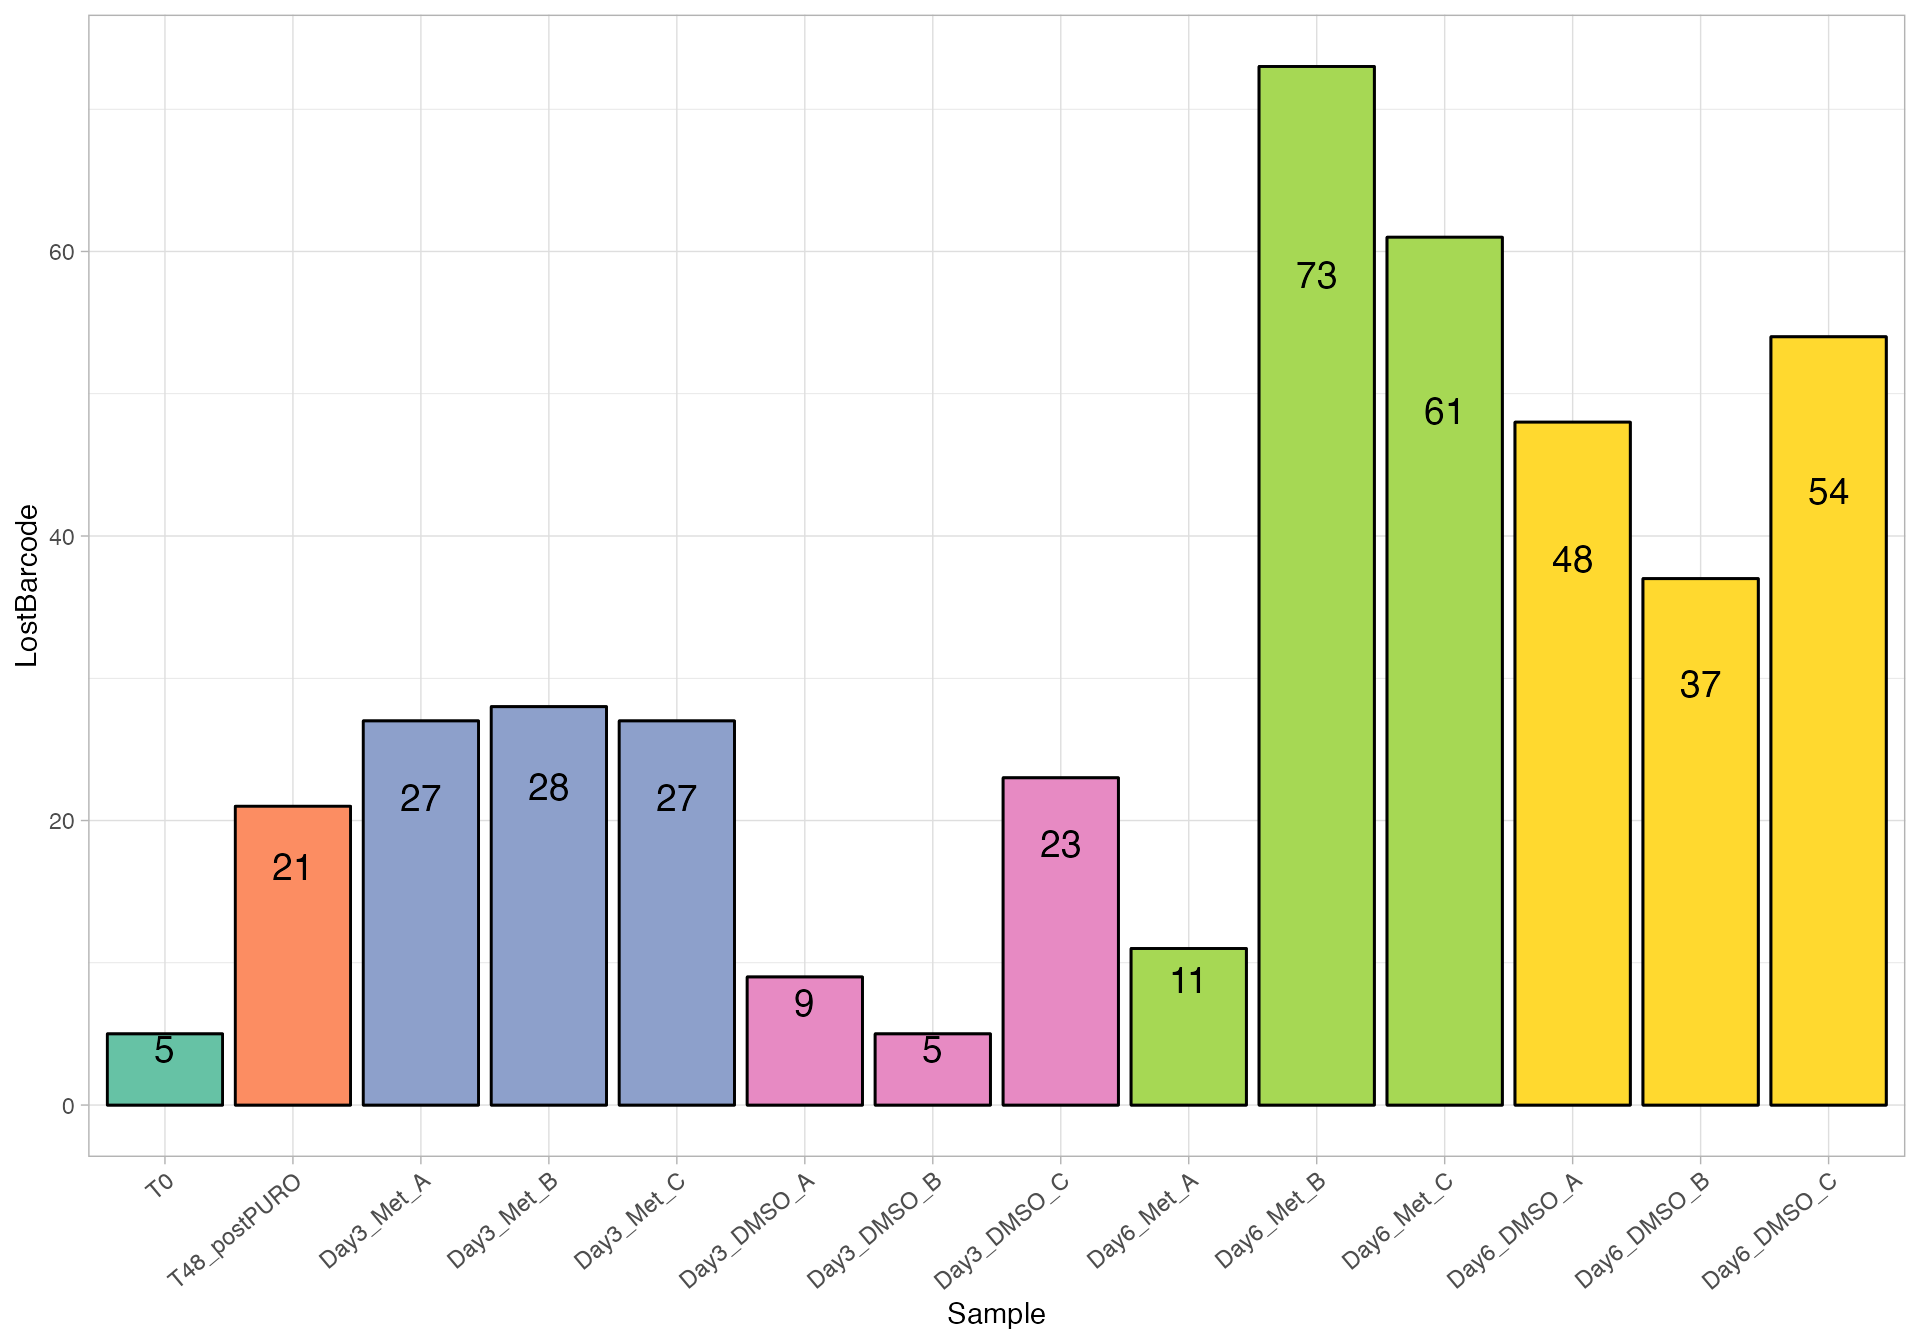 LostBarcode
60
40
20
0
5
21
27
28
27
9
5
23
11
73
61
48
37
54
T0
T48_postPURO
Day3_Met_A
Day3_Met_B
Day3_Met_C
Day3_DMSO_A
Day3_DMSO_B
Day3_DMSO_C
Day6_Met_A
Day6_Met_B
Day6_Met_C
Day6_DMSO_A
Day6_DMSO_B
Day6_DMSO_C
Sample